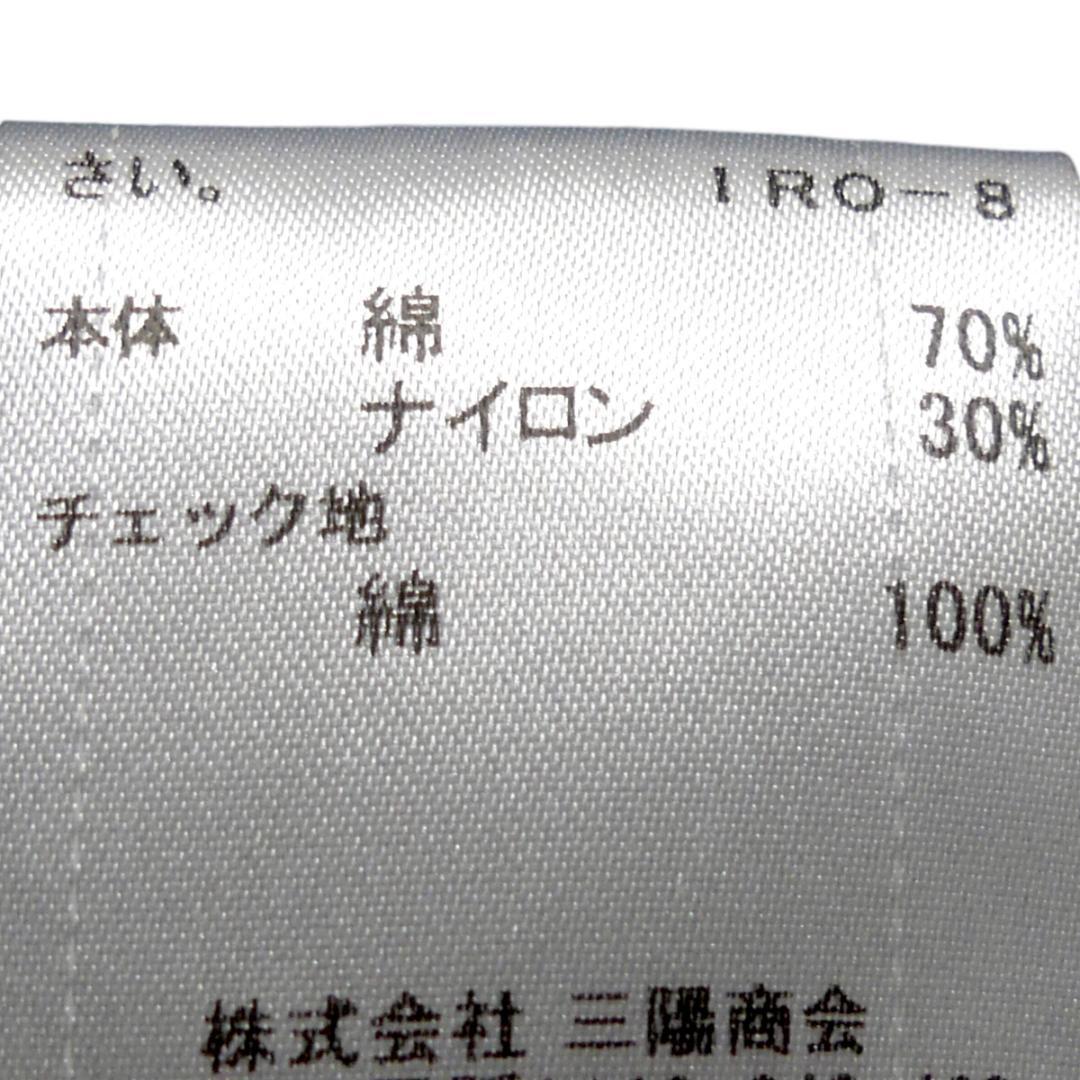 さい。 IRO-8
本体 綿 70%
ナイロン 30%
チェック地
綿 100%
株式会社 三陽商会